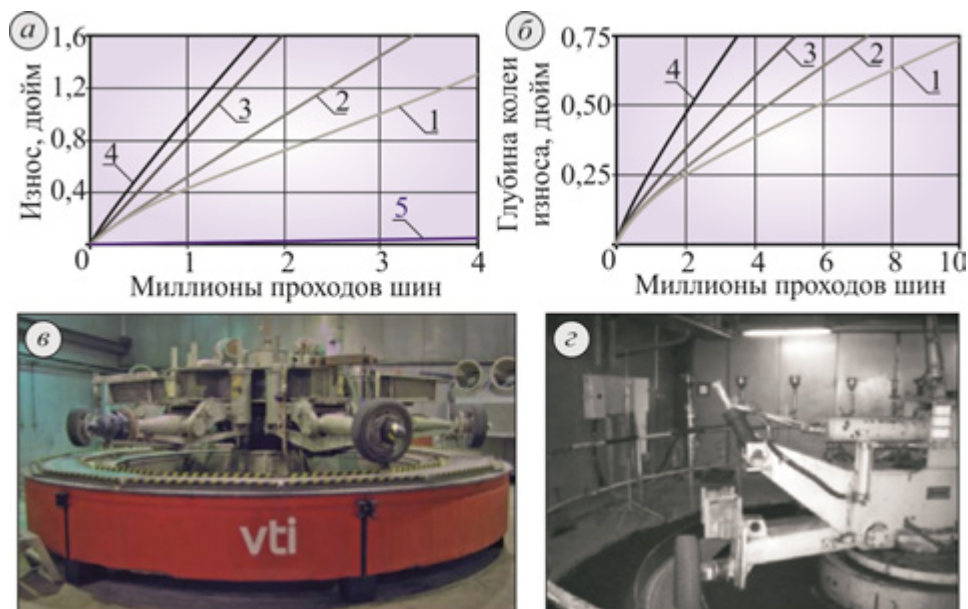 а
1,6
1,2
0,8
0,4
0
Износ, дюйм
4
3
2
1
5
0 1 2 3 4
Миллионы проходов шин
б
0,75
0,50
0,25
Глубина колеи
износа, дюйм
4
3
2
1
0 2 4 6 8 10
Миллионы проходов шин
в
vti
г